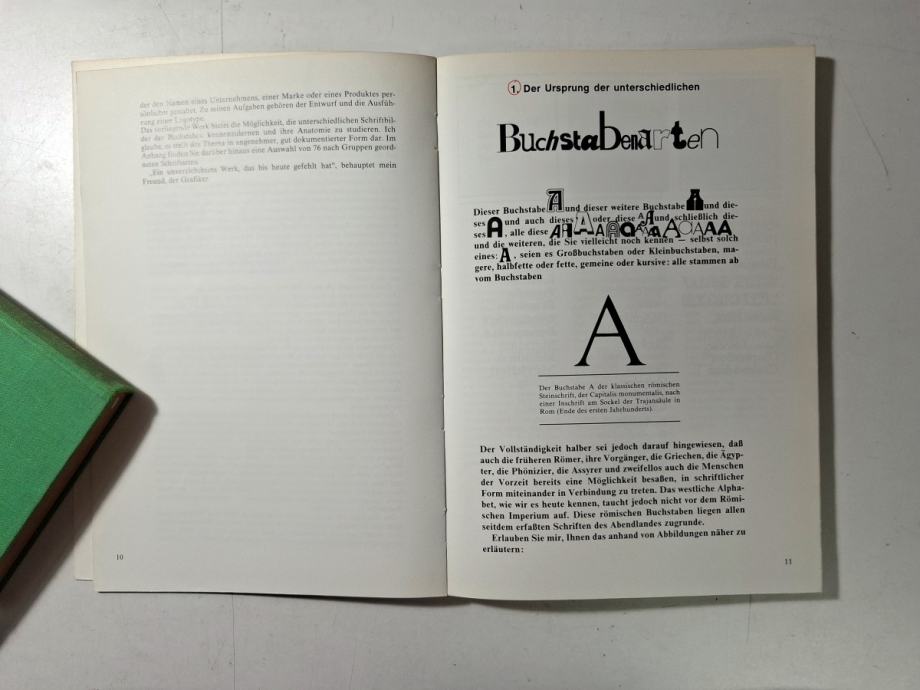 der den Namen eines Unternehmens, einer Marke oder eines Produktes per-
sönlicher gestaltet. Zu seinen Aufgaben gehören der Entwurf und die Ausfüh-
rung einer Logotype.
Das vorliegende Werk bietet die Möglichkeit, die unterschiedlichen Schriftbil-
der der Buchstaben kennenzulernen und ihre Anatomie zu studieren. Ich
glaube, es stellt das Thema in angenehmer, gut dokumentierter Form dar. Im
Anhang finden Sie darüber hinaus eine Auswahl von 76 nach Gruppen geord-
neten Schriftarten.
„Ein unverzichtbares Werk, das bis heute gefehlt hat", behauptet mein
Freund, der Grafiker.
10
1. Der Ursprung der unterschiedlichen
Buchstabenarten
Dieser Buchstabe A und dieser weitere Buchstabe A und die-
ses A und auch dieses A oder diese A A A und schließlich die-
ses A, alle diese A A A A A A A A A A A A A A A
und die weiteren, die Sie vielleicht noch kennen — selbst solch
eines: A, seien es Großbuchstaben oder Kleinbuchstaben, ma-
gere, halbfette oder fette, gemeine oder kursive: alle stammen ab
vom Buchstaben
A
Der Buchstabe A der klassischen römischen
Steinschrift, der Capitalis monumentalis, nach
einer Inschrift am Sockel der Trajansäule in
Rom (Ende des ersten Jahrhunderts).
Der Vollständigkeit halber sei jedoch darauf hingewiesen, daß
auch die früheren Römer, ihre Vorgänger, die Griechen, die Ägyp-
ter, die Phönizier, die Assyrer und zweifellos auch die Menschen
der Vorzeit bereits eine Möglichkeit besaßen, in schriftlicher
Form miteinander in Verbindung zu treten. Das westliche Alpha-
bet, wie wir es heute kennen, taucht jedoch nicht vor dem Römi-
schen Imperium auf. Diese römischen Buchstaben liegen allen
seitdem erfaßten Schriften des Abendlandes zugrunde.
Erlauben Sie mir, Ihnen das anhand von Abbildungen näher zu
erläutern:
11